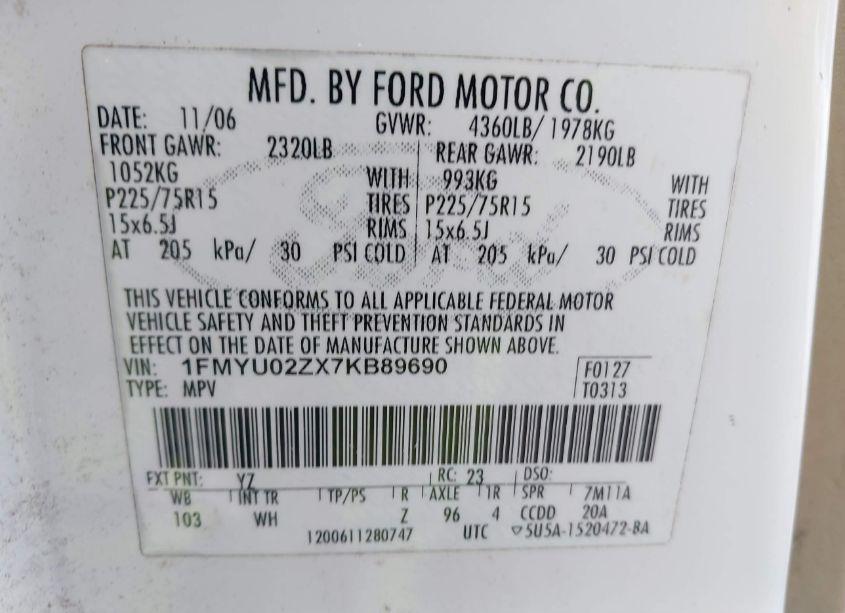 MFD. BY FORD MOTOR CO.
DATE: 11/06 GVWR: 4360LB/ 1978KG
FRONT GAWR: 2320LB REAR GAWR: 2190LB
1052KG WITH 993KG WITH
P225/75R15 TIRES P225/75R15 TIRES
15x6.5J RIMS 15x6.5J RIMS
AT 205 kPa/ 30 PSI COLD AT 205 kPa/ 30 PSI COLD
THIS VEHICLE CONFORMS TO ALL APPLICABLE FEDERAL MOTOR
VEHICLE SAFETY AND THEFT PREVENTION STANDARDS IN
EFFECT ON THE DATE OF MANUFACTURE SHOWN ABOVE.
VIN: 1FMYU02ZX7KB89690 F0127
TYPE: MPV T0313
EXT PNT: YZ RC: 23 DSO:
WB INT TR TP/PS R AXLE TR SPR 7M11A
103 WH Z 96 4 CCDD 20A
1200611280747 UTC ▽5U5A-1520472-BA